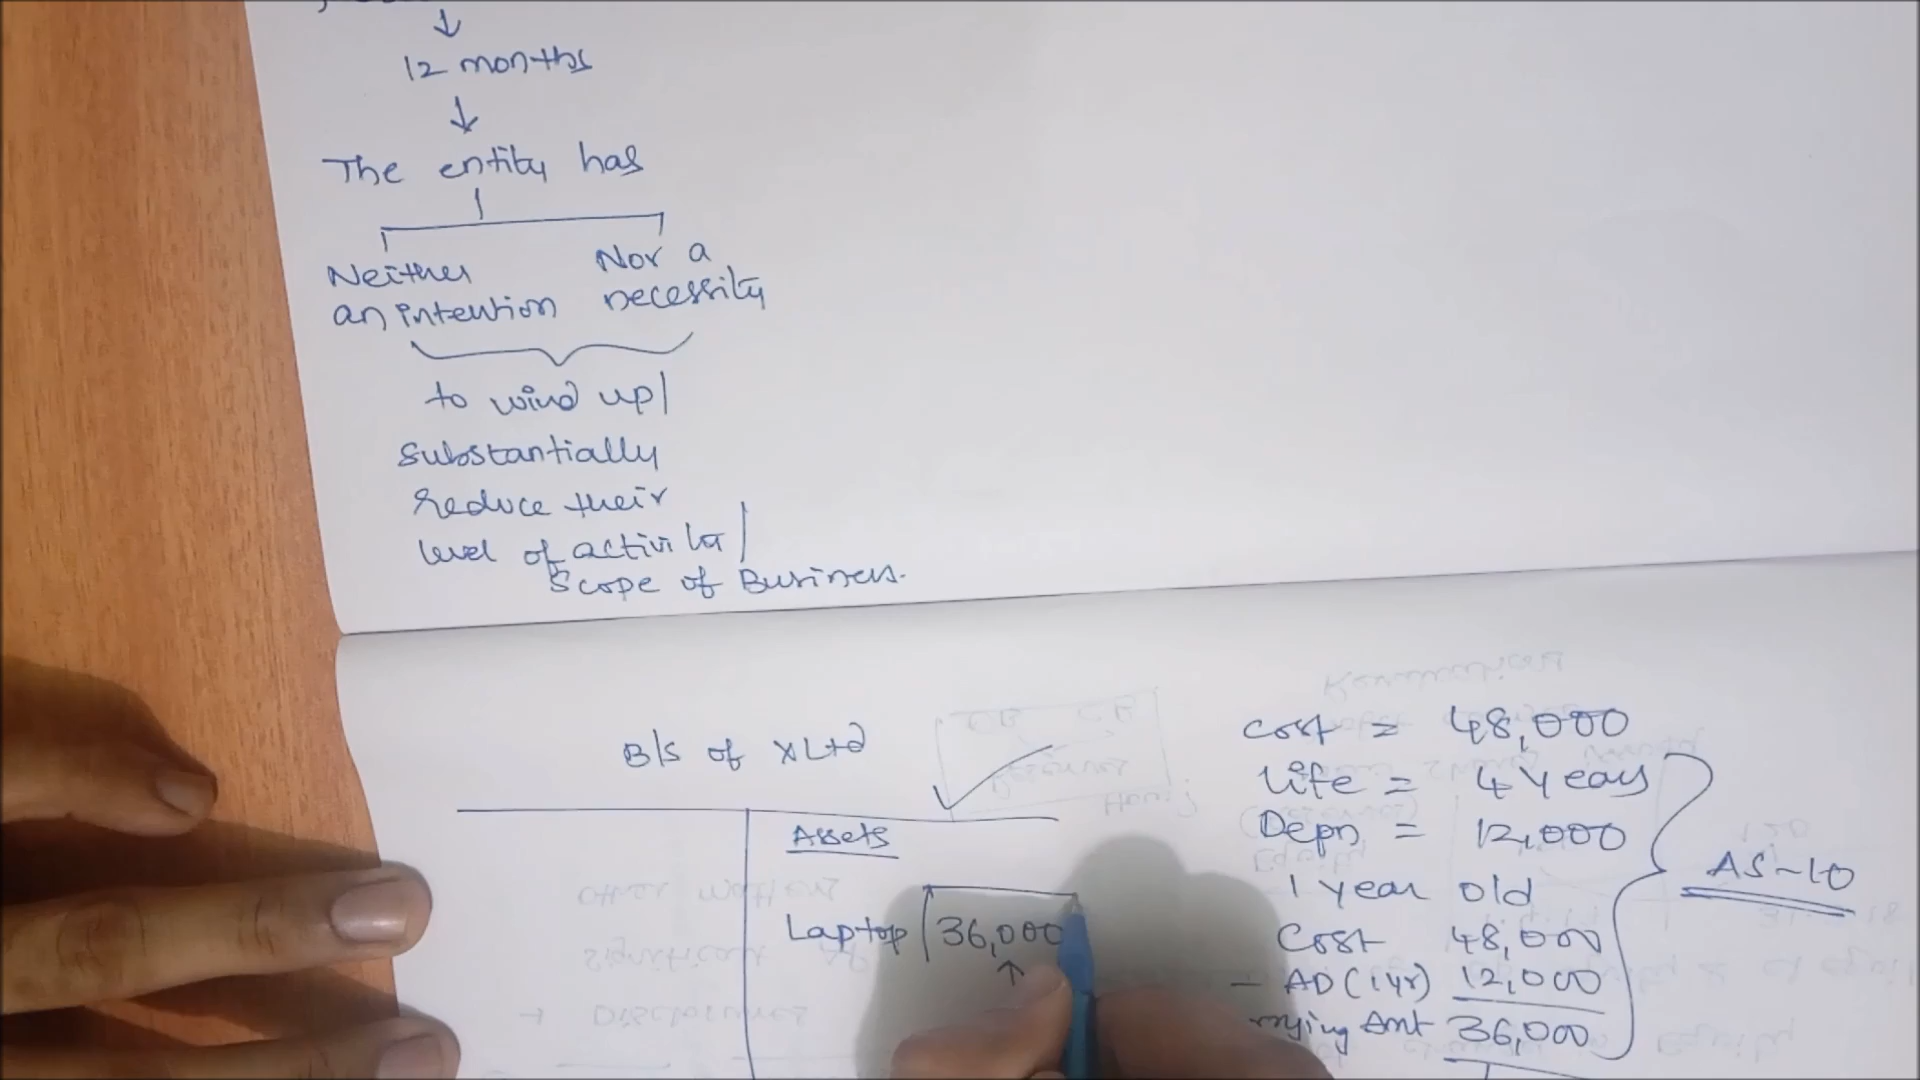 12 months
The entity has
Neither
an intention
Nor a
necessity
to wind up/
substantially
reduce their
level of activity/
Scope of Business.
B/S of X Ltd
Assets
Laptop 36,000
Cost = 48,000
Life = 4 Years
Depn = 12,000
1 year old
Cost 48,000
- AD (1 yr) 12,000
Amt 36,000
AS-10